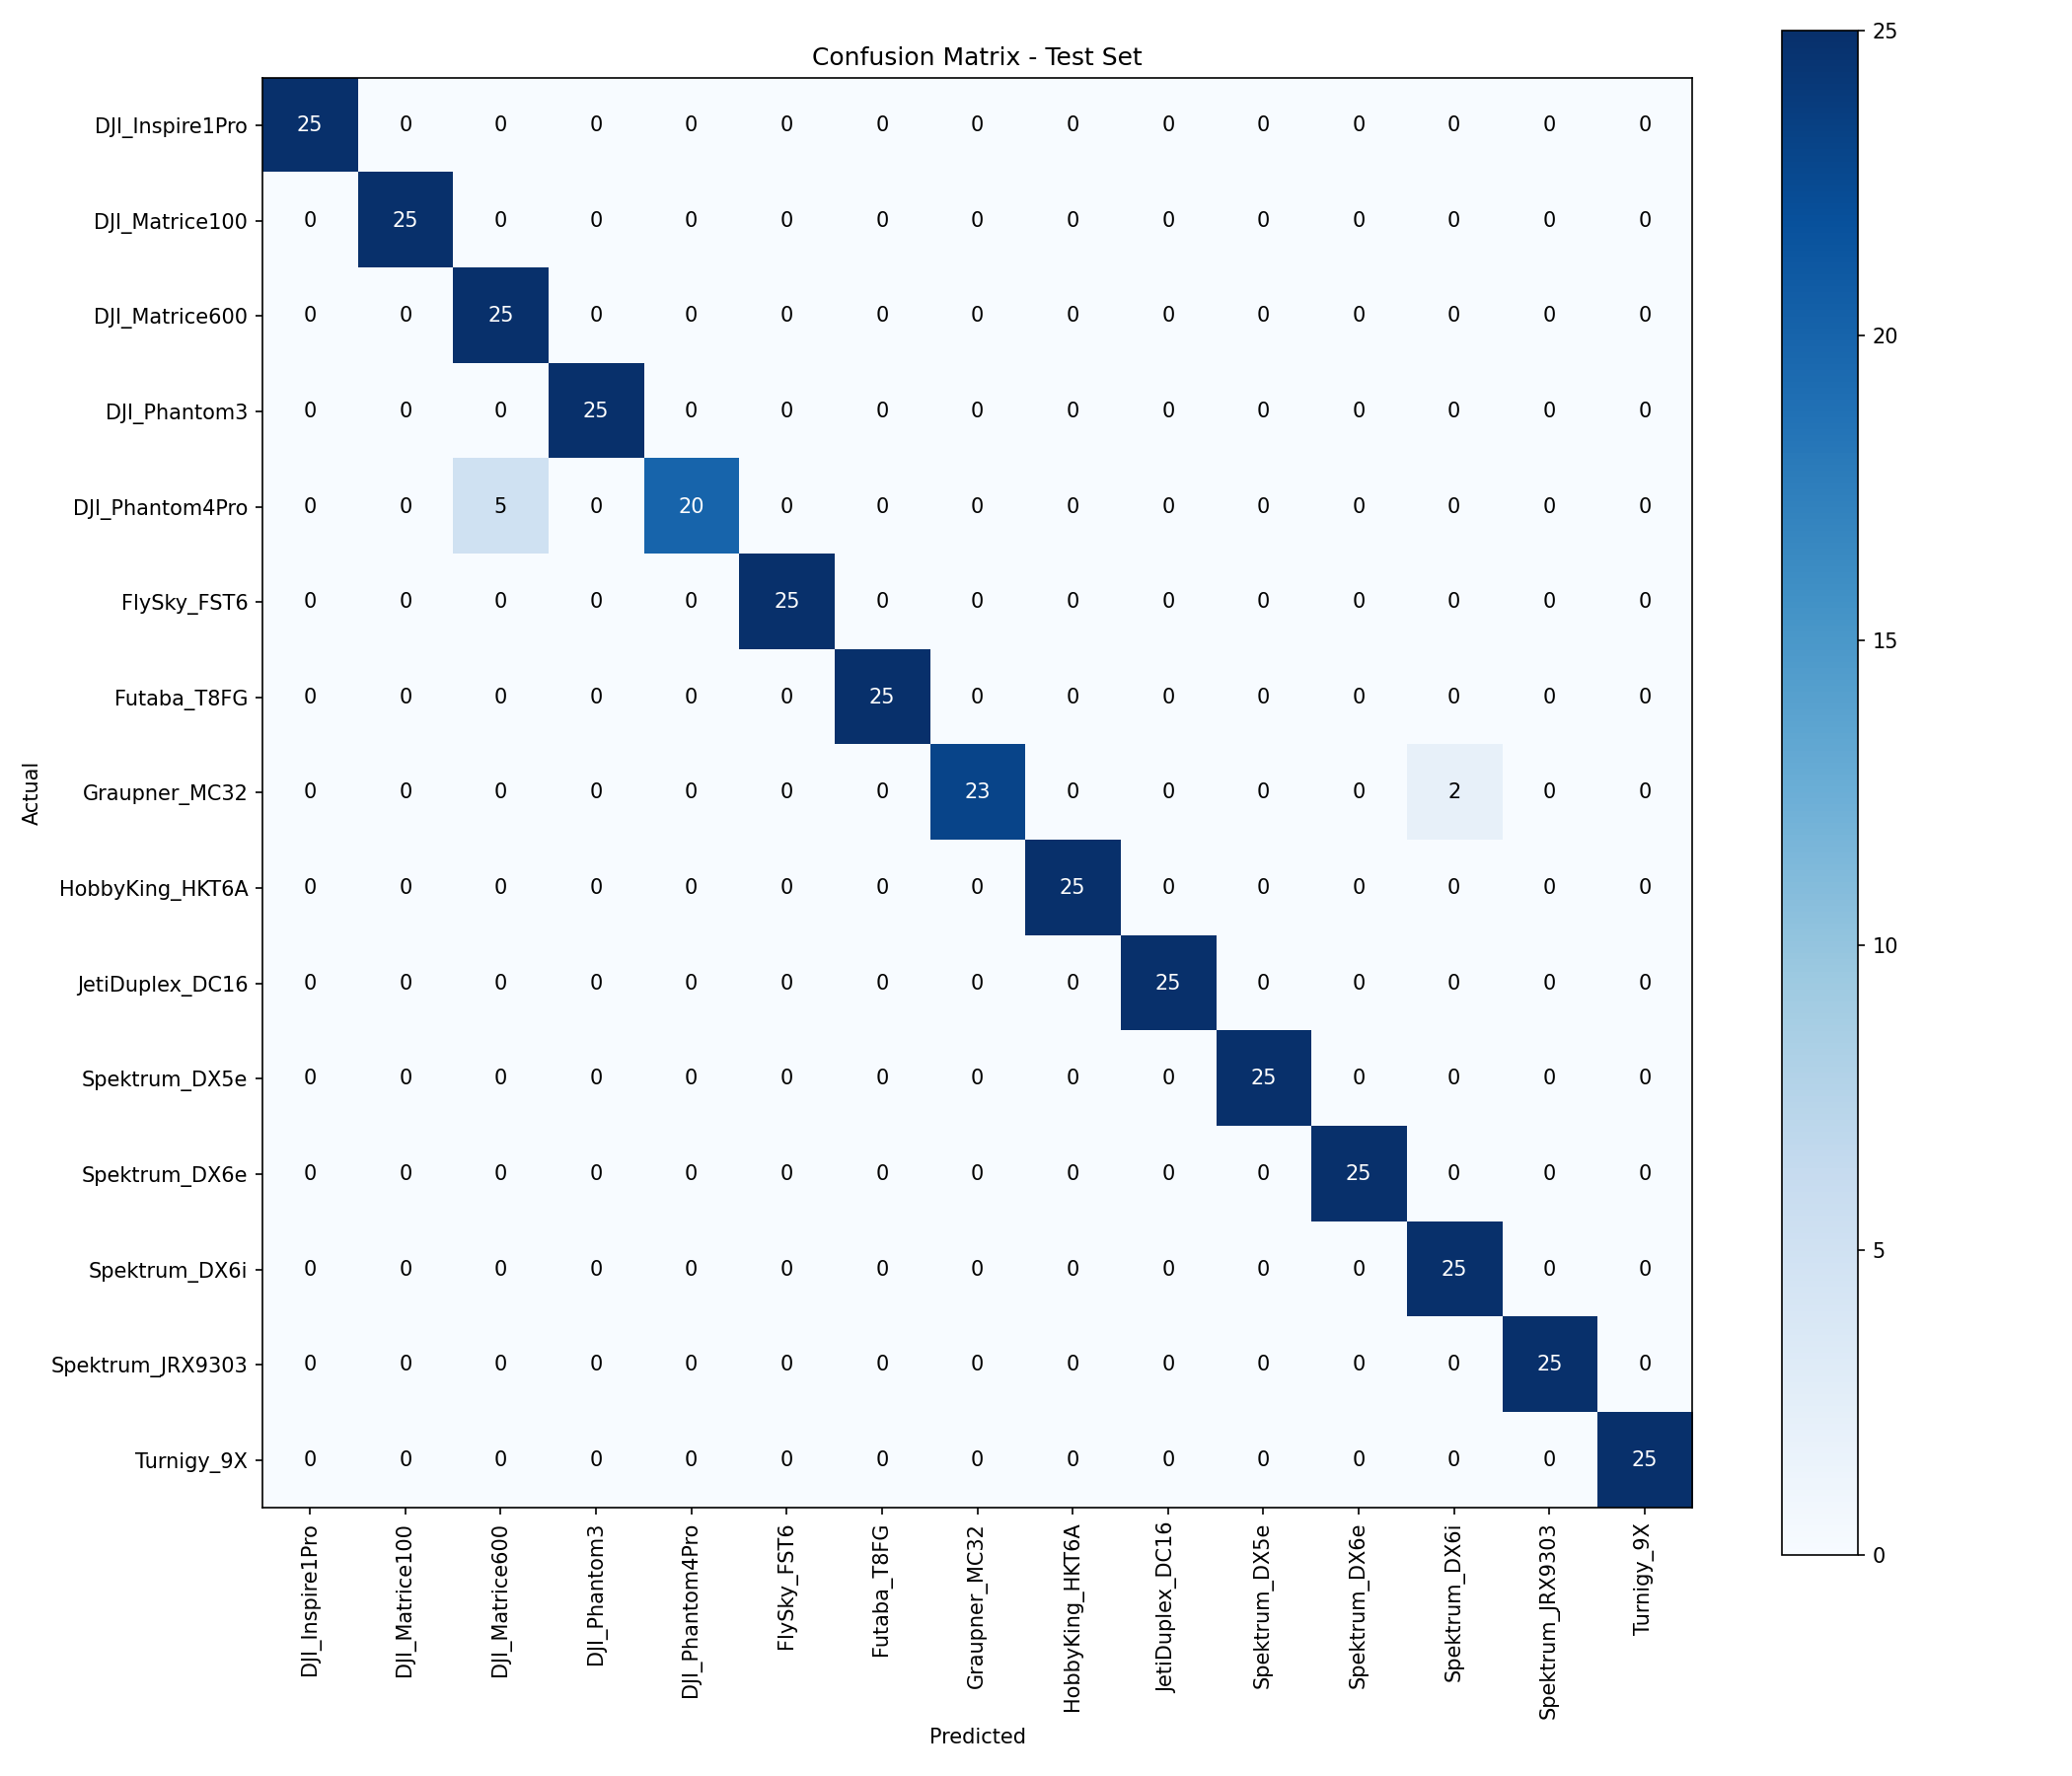 Confusion Matrix - Test Set
DJI_Inspire1Pro 25 0 0 0 0 0 0 0 0 0 0 0 0 0 0
DJI_Matrice100 0 25 0 0 0 0 0 0 0 0 0 0 0 0 0
DJI_Matrice600 0 0 25 0 0 0 0 0 0 0 0 0 0 0 0
DJI_Phantom3 0 0 0 25 0 0 0 0 0 0 0 0 0 0 0
DJI_Phantom4Pro 0 0 5 0 20 0 0 0 0 0 0 0 0 0 0
FlySky_FST6 0 0 0 0 0 25 0 0 0 0 0 0 0 0 0
Futaba_T8FG 0 0 0 0 0 0 25 0 0 0 0 0 0 0 0
Graupner_MC32 0 0 0 0 0 0 0 23 0 0 0 0 2 0 0
HobbyKing_HKT6A 0 0 0 0 0 0 0 0 25 0 0 0 0 0 0
JetiDuplex_DC16 0 0 0 0 0 0 0 0 0 25 0 0 0 0 0
Spektrum_DX5e 0 0 0 0 0 0 0 0 0 0 25 0 0 0 0
Spektrum_DX6e 0 0 0 0 0 0 0 0 0 0 0 25 0 0 0
Spektrum_DX6i 0 0 0 0 0 0 0 0 0 0 0 0 25 0 0
Spektrum_JRX9303 0 0 0 0 0 0 0 0 0 0 0 0 0 25 0
Turnigy_9X 0 0 0 0 0 0 0 0 0 0 0 0 0 0 25
Actual
DJI_Inspire1Pro
DJI_Matrice100
DJI_Matrice600
DJI_Phantom3
DJI_Phantom4Pro
FlySky_FST6
Futaba_T8FG
Graupner_MC32
HobbyKing_HKT6A
JetiDuplex_DC16
Spektrum_DX5e
Spektrum_DX6e
Spektrum_DX6i
Spektrum_JRX9303
Turnigy_9X
Predicted
25
20
15
10
5
0